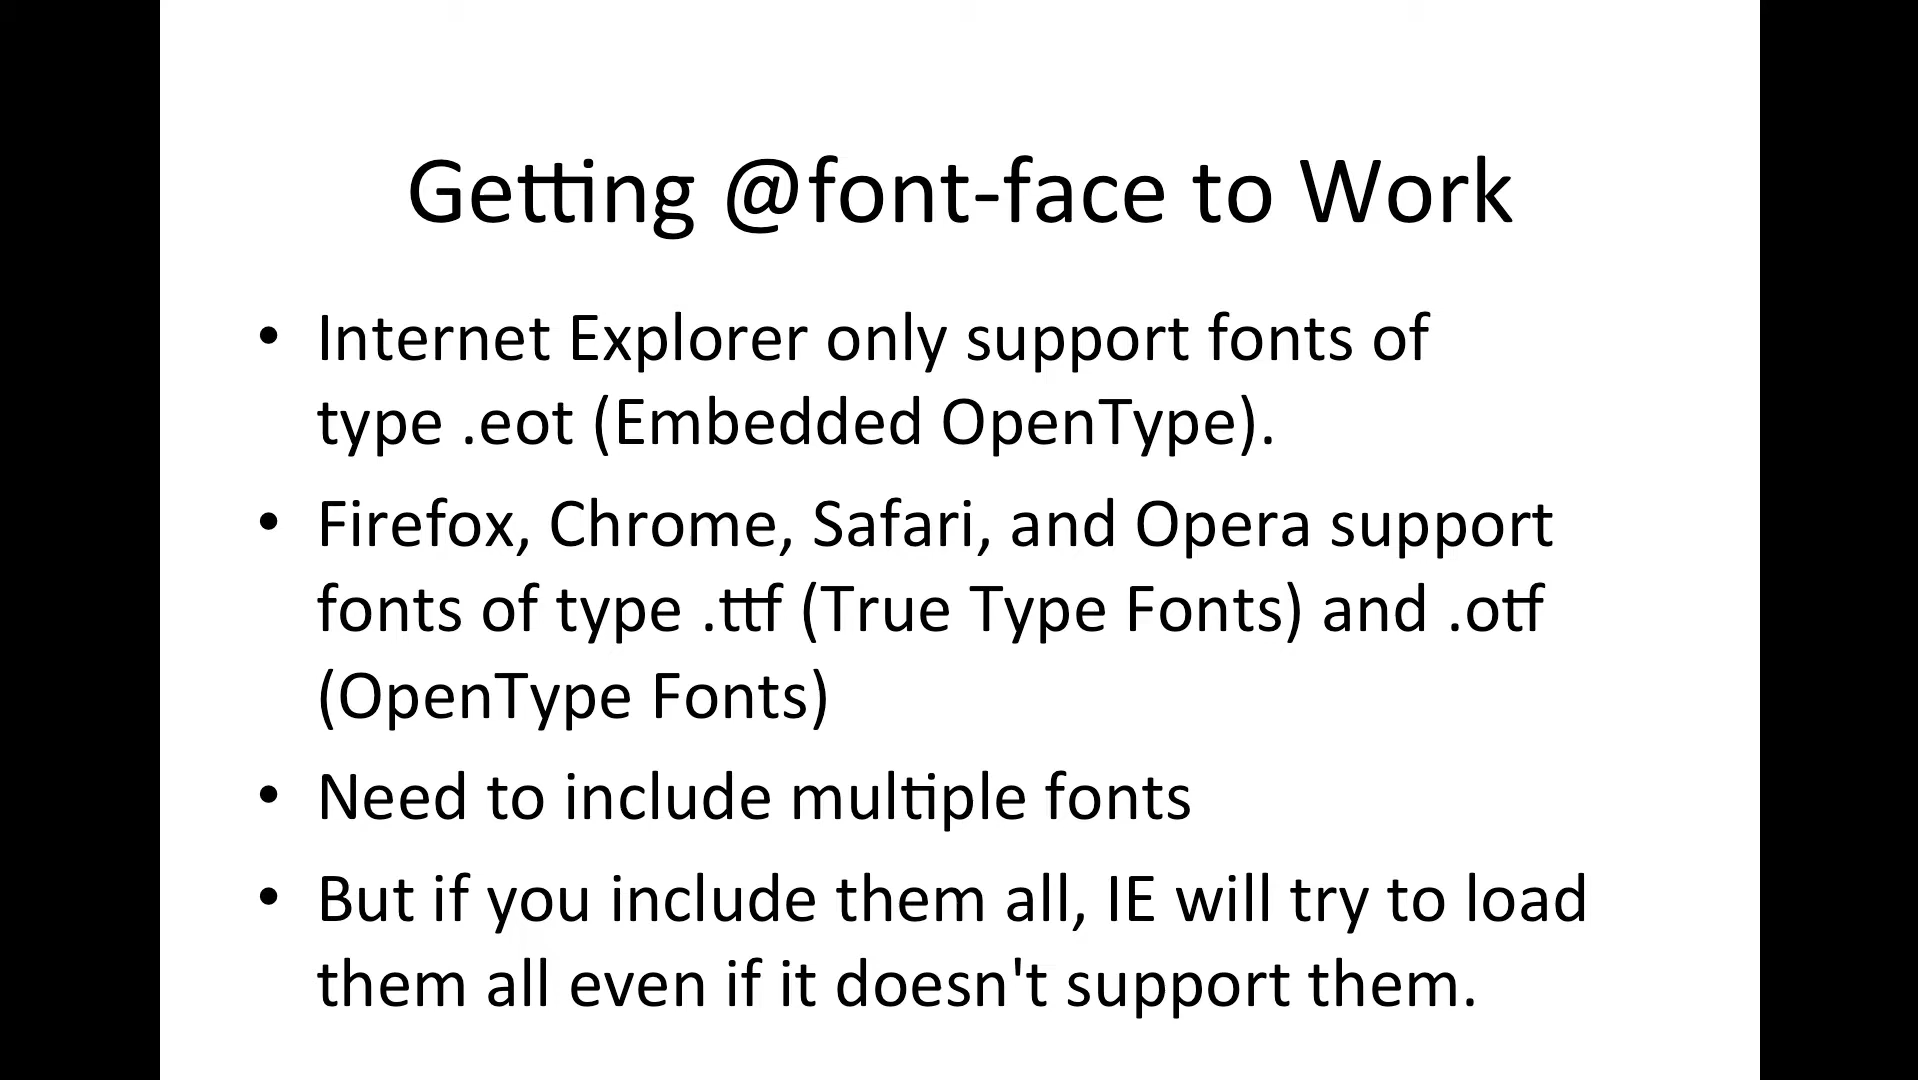 Getting @font-face to Work
• Internet Explorer only support fonts of
type .eot (Embedded OpenType).
• Firefox, Chrome, Safari, and Opera support
fonts of type .ttf (True Type Fonts) and .otf
(OpenType Fonts)
• Need to include multiple fonts
• But if you include them all, IE will try to load
them all even if it doesn't support them.